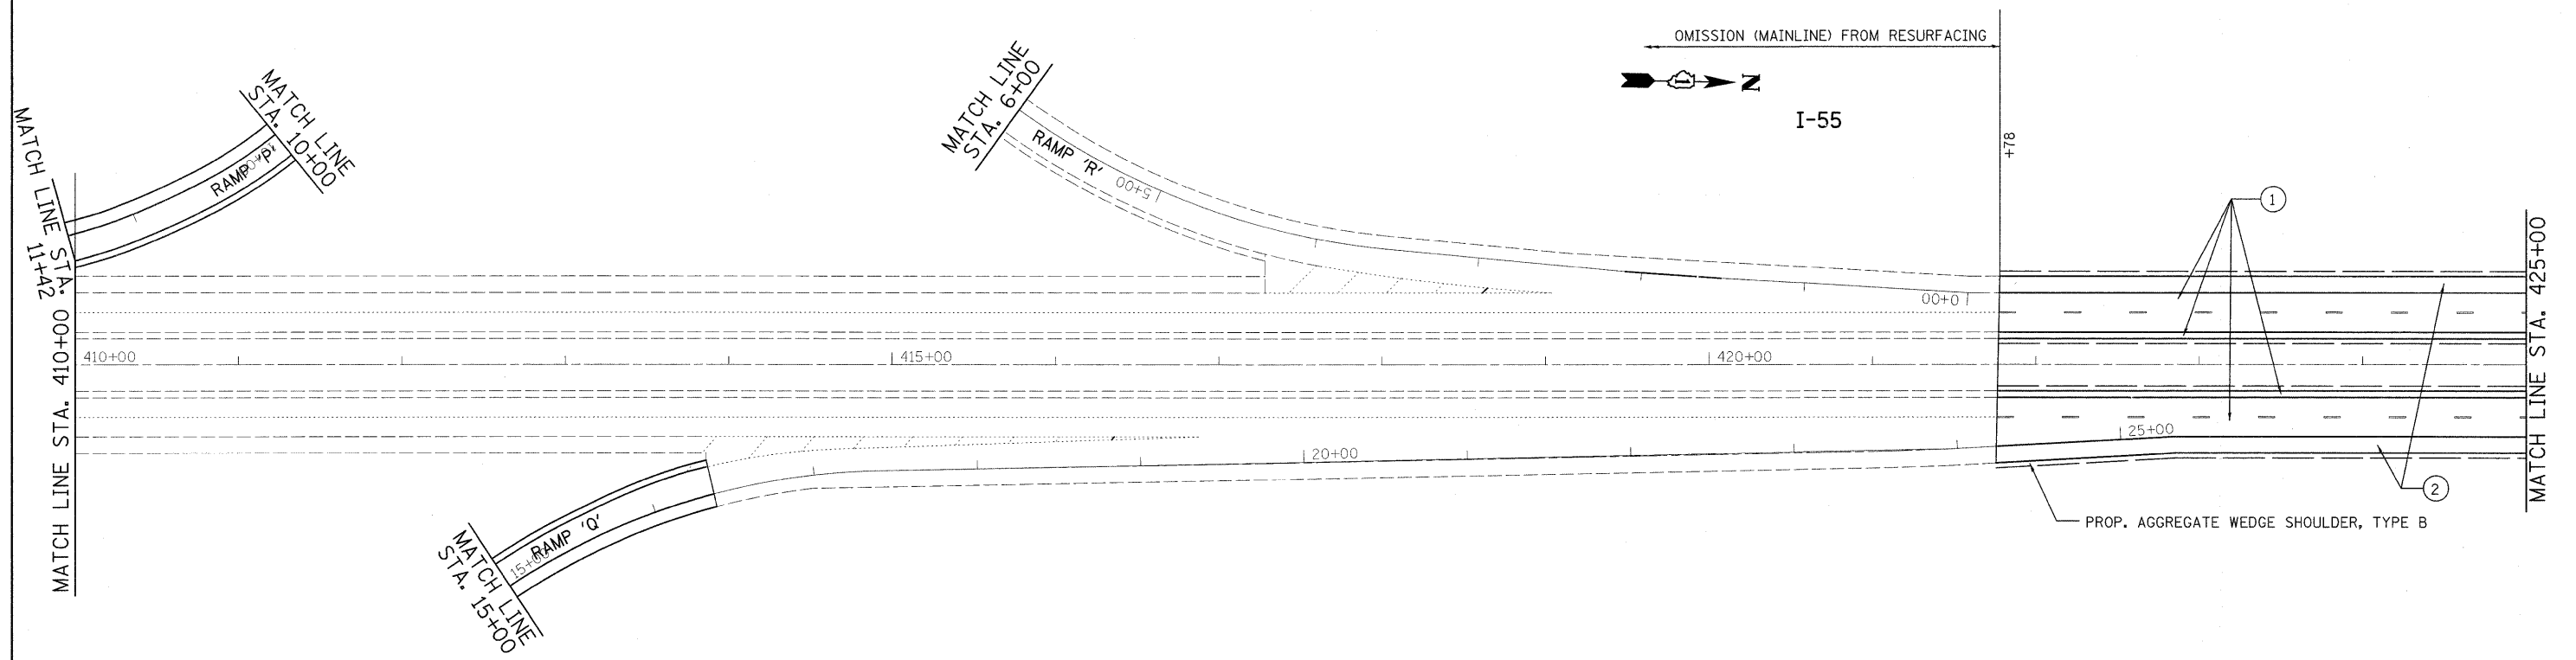 OMISSION (MAINLINE) FROM RESURFACING
N
I-55
+78
MATCH LINE
STA. 10+00
RAMP 'P'
MATCH LINE STA.
11+42
MATCH LINE
STA. 6+00
RAMP 'R'
5+00
0+00
1
MATCH LINE STA. 410+00
410+00
415+00
420+00
MATCH LINE STA. 425+00
25+00
20+00
2
PROP. AGGREGATE WEDGE SHOULDER, TYPE B
RAMP 'Q'
15+00
MATCH LINE
STA. 15+00